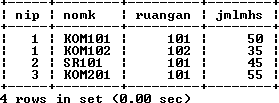 nip | nomk | ruangan | jmlmhs
1 | KOM101 | 101 | 50
1 | KOM102 | 102 | 35
2 | SR101 | 101 | 45
3 | KOM201 | 101 | 55
4 rows in set (0.00 sec)